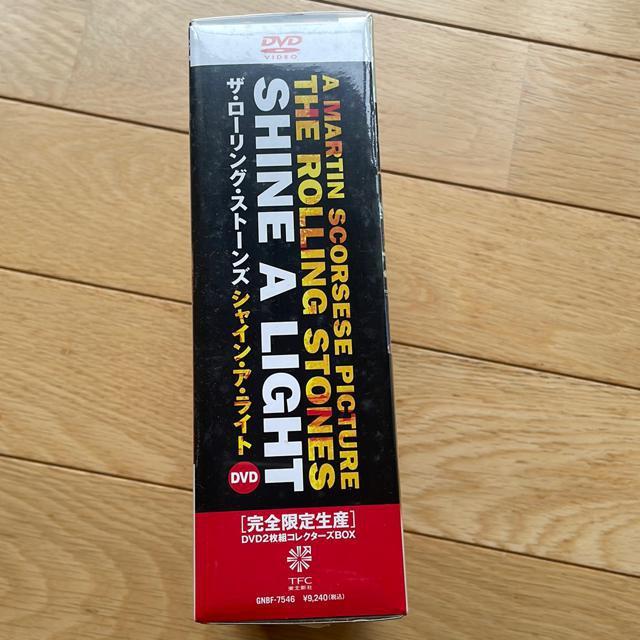 DVD
VIDEO
A MARTIN SCORSESE PICTURE
THE ROLLING STONES
SHINE A LIGHT
ザ・ローリング・ストーンズ シャイン・ア・ライト
DVD
[完全限定生産]
DVD2枚組コレクターズBOX
TFC
東北新社
GNBF-7546 ¥9,240(税込)